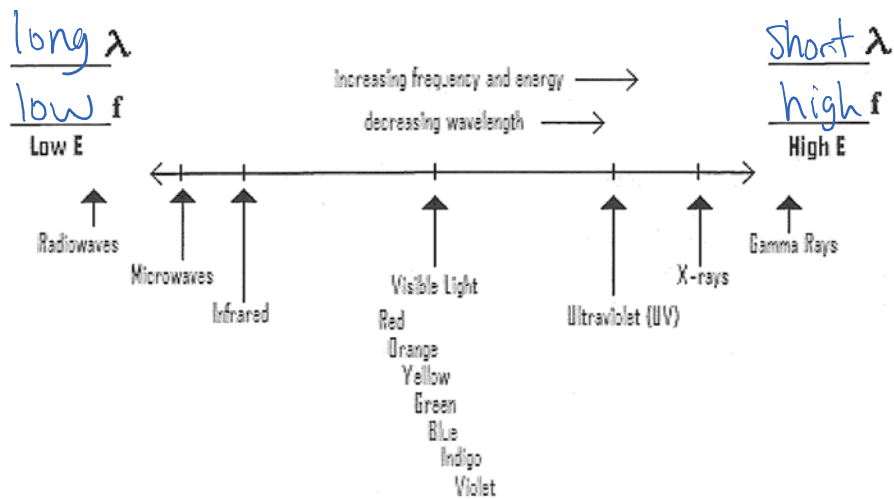 long λ
low f
Low E
increasing frequency and energy
decreasing wavelength
short λ
high f
High E
Radiowaves
Microwaves
Infrared
Visible Light
Ultraviolet (UV)
X-rays
Gamma Rays
Red
Orange
Yellow
Green
Blue
Indigo
Violet